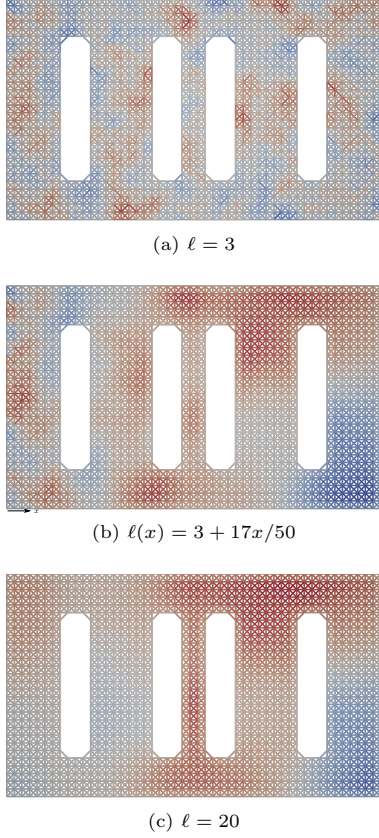 (a) ℓ = 3
(b) ℓ(x) = 3 + 17x/50
(c) ℓ = 20